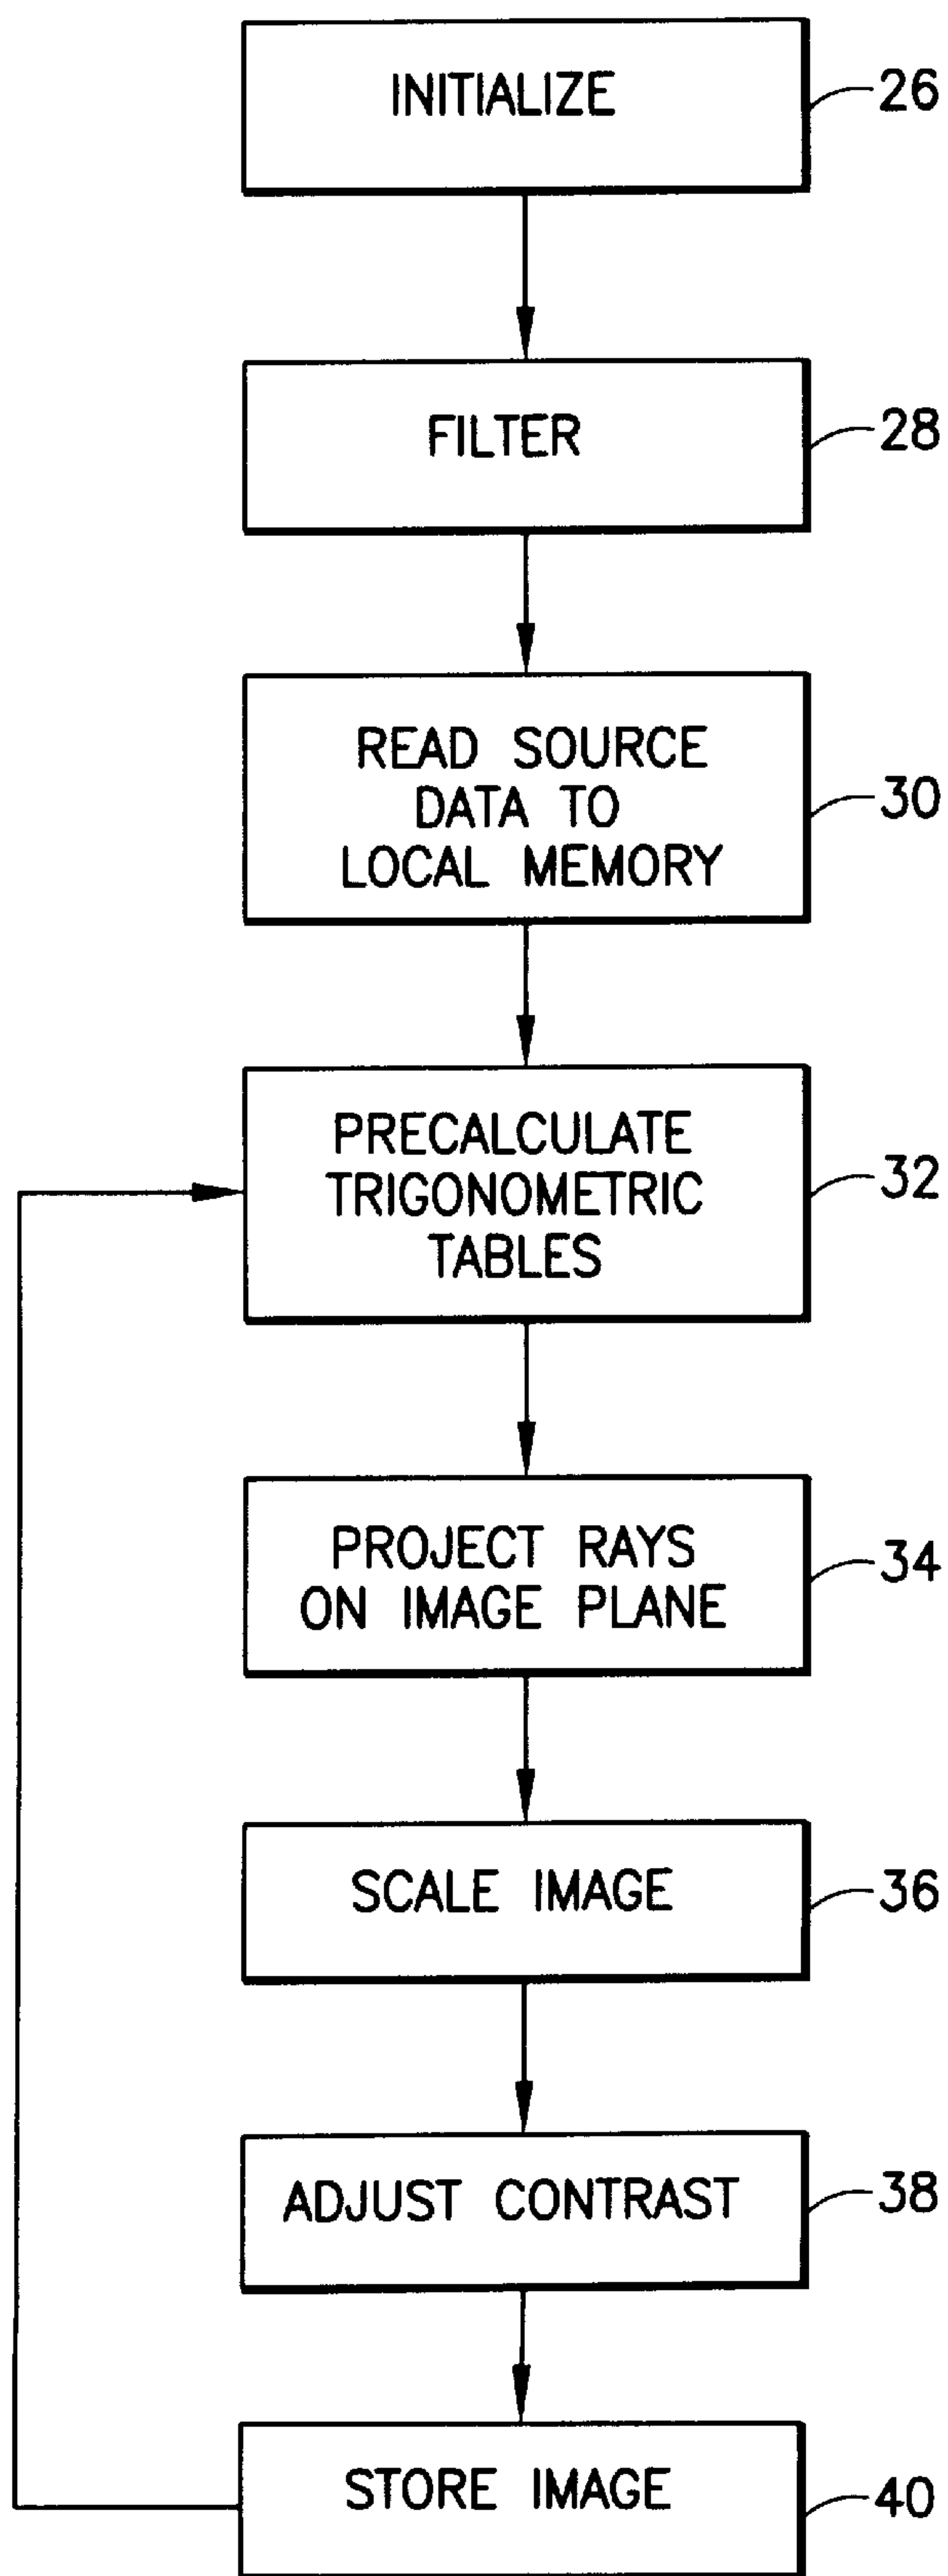 INITIALIZE
26
FILTER
28
READ SOURCE
DATA TO
LOCAL MEMORY
30
PRECALCULATE
TRIGONOMETRIC
TABLES
32
PROJECT RAYS
ON IMAGE PLANE
34
SCALE IMAGE
36
ADJUST CONTRAST
38
STORE IMAGE
40